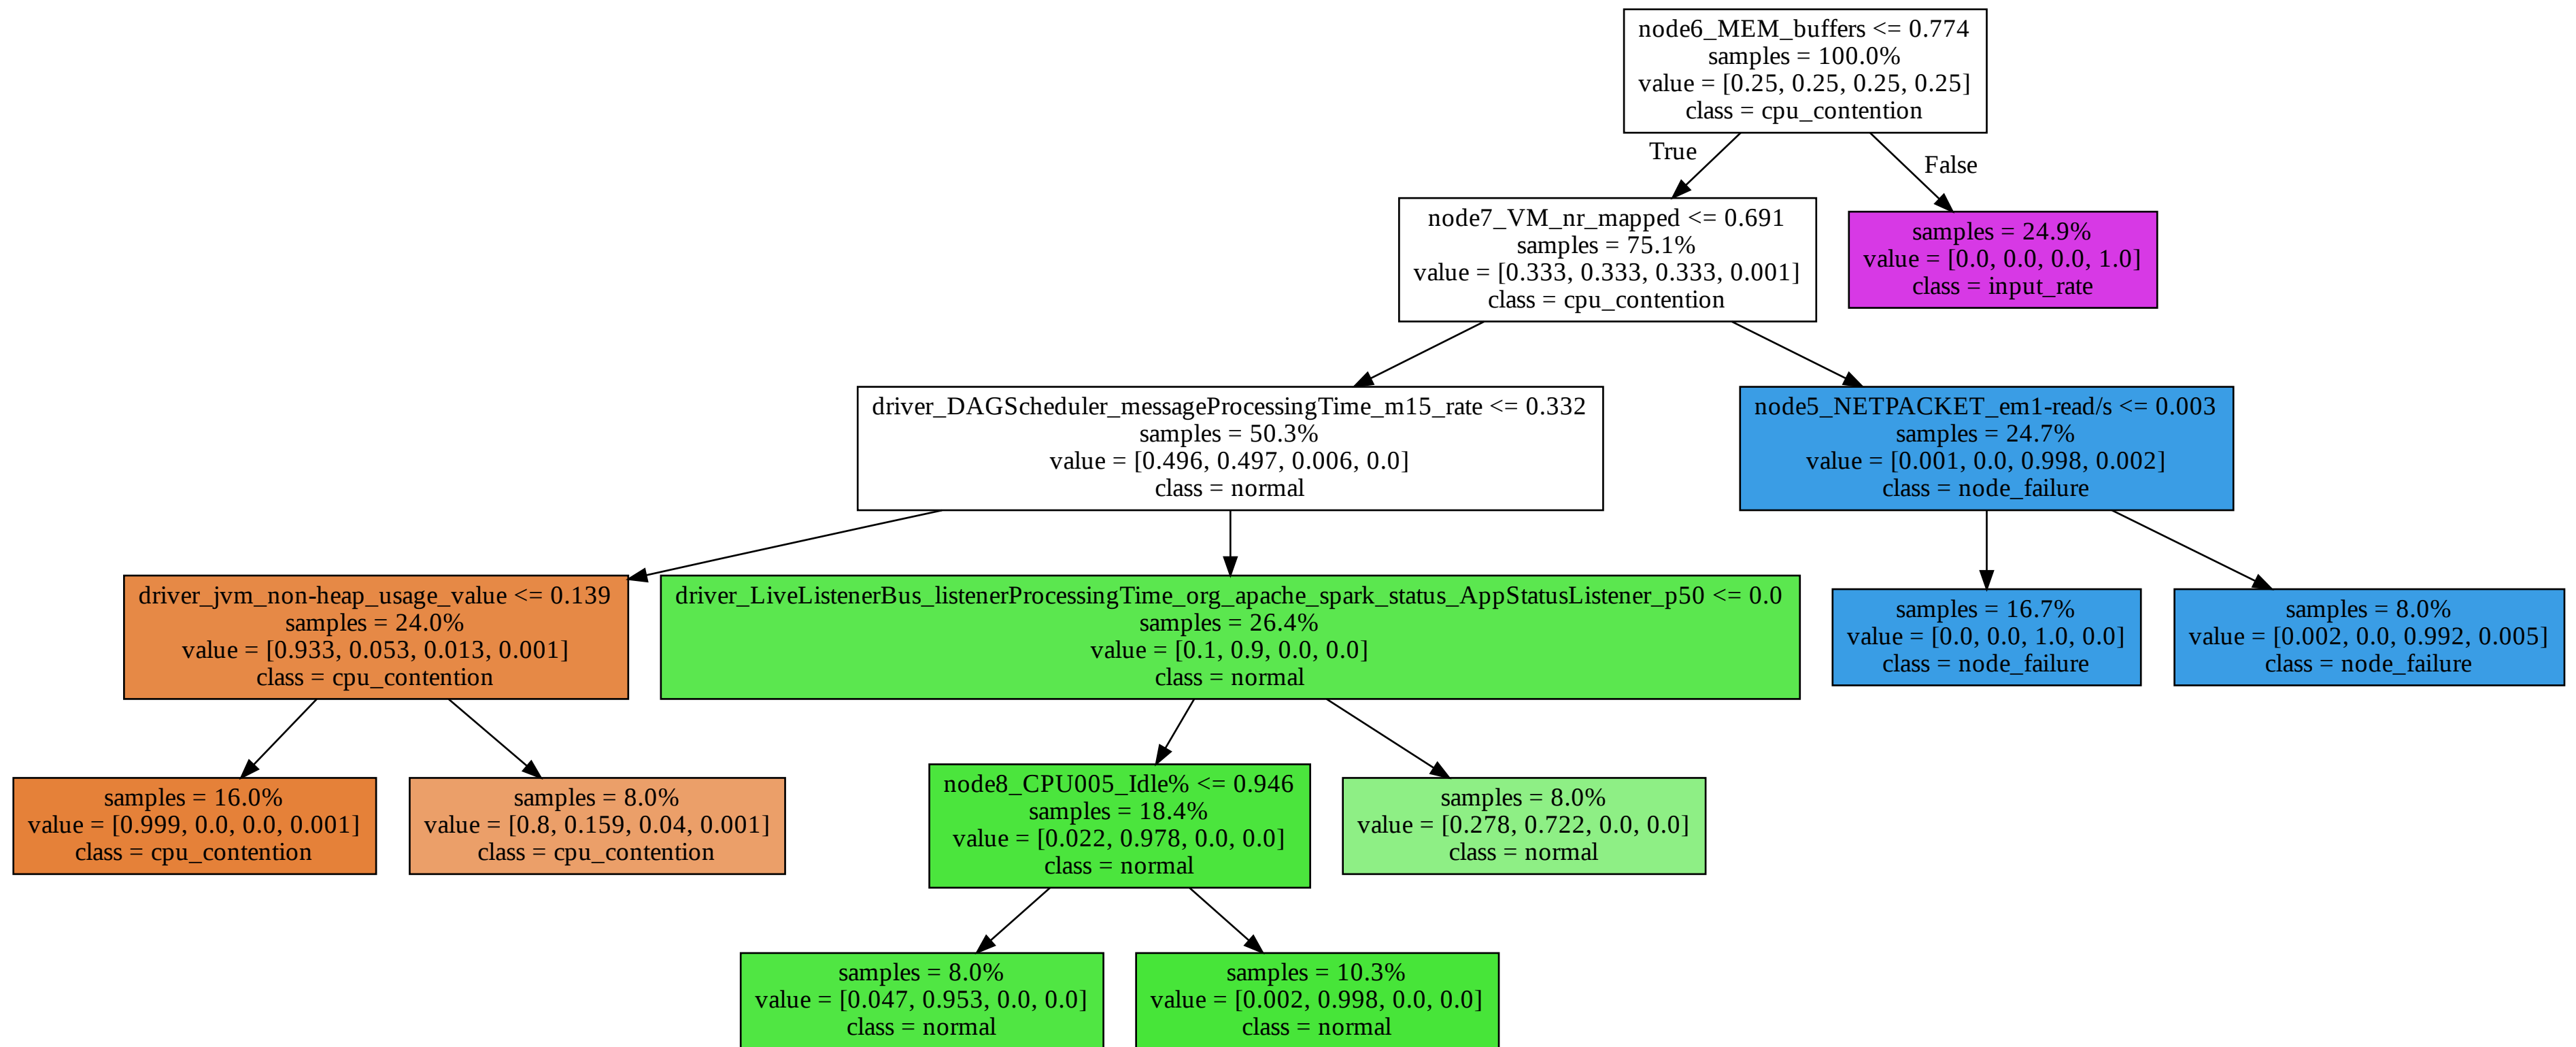 node6_MEM_buffers <= 0.774
samples = 100.0%
value = [0.25, 0.25, 0.25, 0.25]
class = cpu_contention
True
False
node7_VM_nr_mapped <= 0.691
samples = 75.1%
value = [0.333, 0.333, 0.333, 0.001]
class = cpu_contention
samples = 24.9%
value = [0.0, 0.0, 0.0, 1.0]
class = input_rate
driver_DAGScheduler_messageProcessingTime_m15_rate <= 0.332
samples = 50.3%
value = [0.496, 0.497, 0.006, 0.0]
class = normal
node5_NETPACKET_em1-read/s <= 0.003
samples = 24.7%
value = [0.001, 0.0, 0.998, 0.002]
class = node_failure
driver_jvm_non-heap_usage_value <= 0.139
samples = 24.0%
value = [0.933, 0.053, 0.013, 0.001]
class = cpu_contention
driver_LiveListenerBus_listenerProcessingTime_org_apache_spark_status_AppStatusListener_p50 <= 0.0
samples = 26.4%
value = [0.1, 0.9, 0.0, 0.0]
class = normal
samples = 16.7%
value = [0.0, 0.0, 1.0, 0.0]
class = node_failure
samples = 8.0%
value = [0.002, 0.0, 0.992, 0.005]
class = node_failure
samples = 16.0%
value = [0.999, 0.0, 0.0, 0.001]
class = cpu_contention
samples = 8.0%
value = [0.8, 0.159, 0.04, 0.001]
class = cpu_contention
node8_CPU005_Idle% <= 0.946
samples = 18.4%
value = [0.022, 0.978, 0.0, 0.0]
class = normal
samples = 8.0%
value = [0.278, 0.722, 0.0, 0.0]
class = normal
samples = 8.0%
value = [0.047, 0.953, 0.0, 0.0]
class = normal
samples = 10.3%
value = [0.002, 0.998, 0.0, 0.0]
class = normal